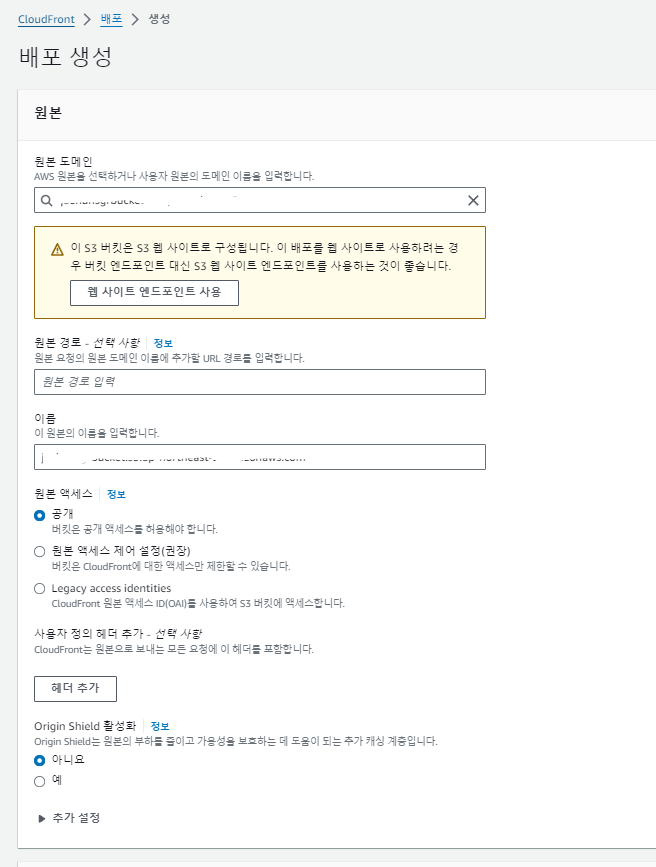 CloudFront > 배포 > 생성
배포 생성
원본
원본 도메인
AWS 원본을 선택하거나 사용자 원본의 도메인 이름을 입력합니다.
이 S3 버킷은 S3 웹 사이트로 구성됩니다. 이 배포를 웹 사이트로 사용하려는 경
우 버킷 엔드포인트 대신 S3 웹 사이트 엔드포인트를 사용하는 것이 좋습니다.
웹 사이트 엔드포인트 사용
원본 경로 - 선택 사항 정보
원본 요청의 원본 도메인 이름에 추가할 URL 경로를 입력합니다.
원본 경로 입력
이름
이 원본의 이름을 입력합니다.
원본 액세스 정보
공개
버킷은 공개 액세스를 허용해야 합니다.
원본 액세스 제어 설정(권장)
버킷은 CloudFront에 대한 액세스만 제한할 수 있습니다.
Legacy access identities
CloudFront 원본 액세스 ID(OAI)를 사용하여 S3 버킷에 액세스합니다.
사용자 정의 헤더 추가 - 선택 사항
CloudFront는 원본으로 보내는 모든 요청에 이 헤더를 포함합니다.
헤더 추가
Origin Shield 활성화 정보
Origin Shield는 원본의 부하를 줄이고 가용성을 보호하는 데 도움이 되는 추가 캐싱 계층입니다.
아니요
예
추가 설정